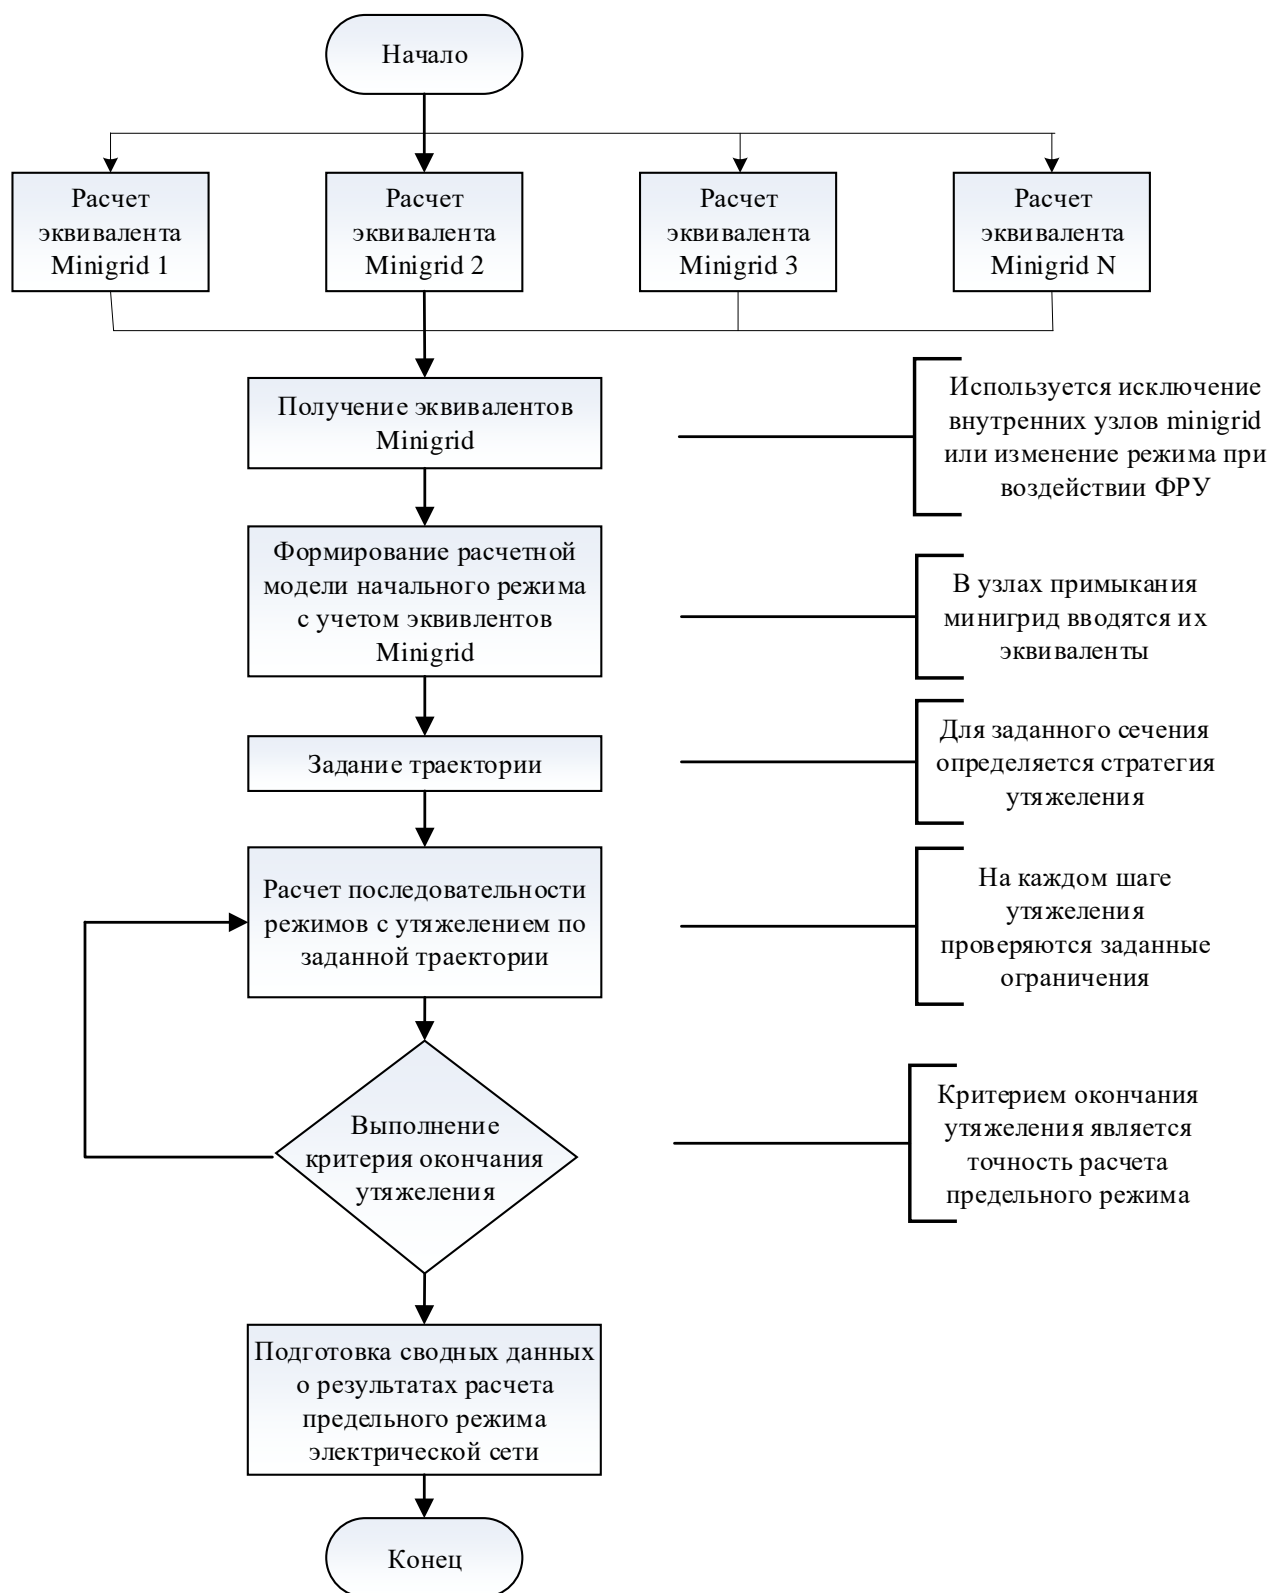 Начало
Расчет
эквивалента
Minigrid 1
Расчет
эквивалента
Minigrid 2
Расчет
эквивалента
Minigrid 3
Расчет
эквивалента
Minigrid N
Получение эквивалентов
Minigrid
Используется исключение
внутренних узлов minigrid
или изменение режима при
воздействии ФРУ
Формирование расчетной
модели начального режима
с учетом эквивлентов
Minigrid
В узлах примыкания
минигрид вводятся их
эквиваленты
Задание траектории
Для заданного сечения
определяется стратегия
утяжеления
Расчет последовательности
режимов с утяжелением по
заданной траектории
На каждом шаге
утяжеления
проверяются заданные
ограничения
Выполнение
критерия окончания
утяжеления
Критерием окончания
утяжеления является
точность расчета
предельного режима
Подготовка сводных данных
о результатах расчета
предельного режима
электрической сети
Конец